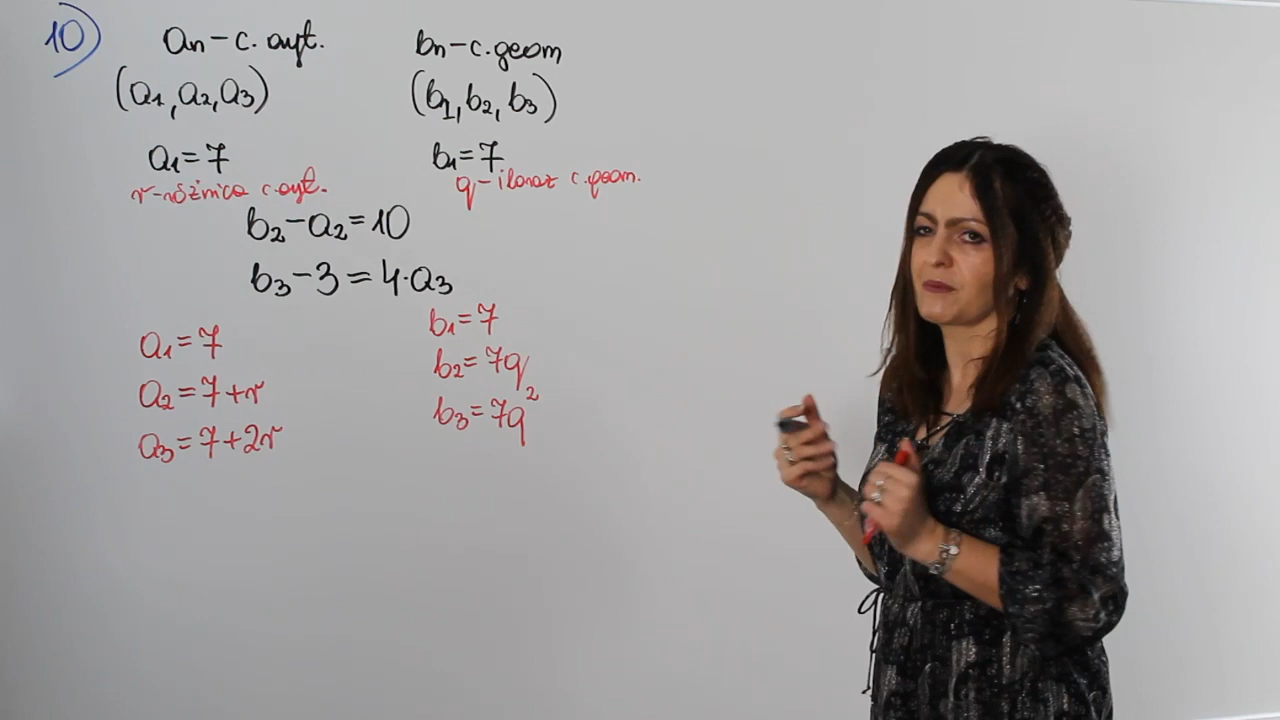 10)
an-c. aryt.
bn-c.geom
(a₁, a₂, a₃)
(b₁, b₂, b₃)
a₁=7
b₁=7
r-różnica c.aryt.
q-iloraz c.geom.
b₂-a₂=10
b₃-3=4·a₃
a₁=7
a₂=7+r
a₃=7+2r
b₁=7
b₂=7q
b₃=7q²